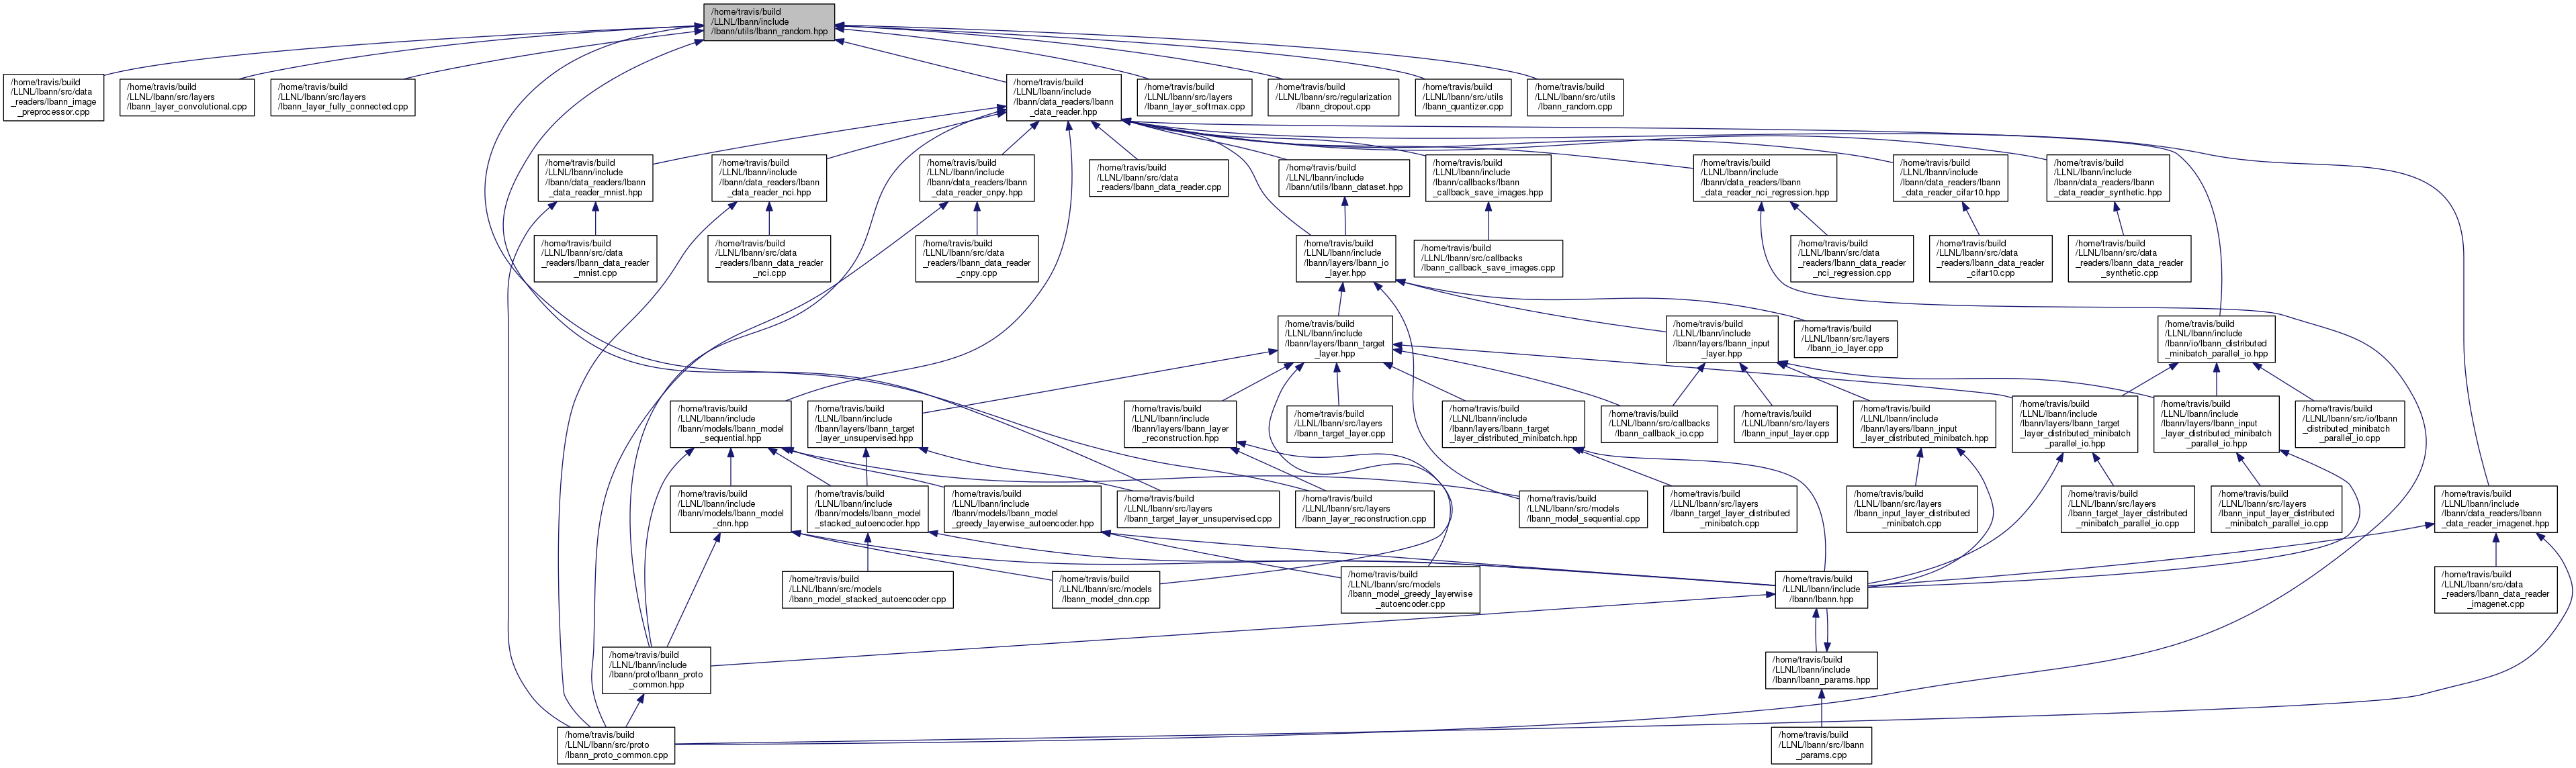 /home/travis/build
/LLNL/lbann/include
/lbann/utils/lbann_random.hpp
/home/travis/build
/LLNL/lbann/src/data
_readers/lbann_image
_preprocessor.cpp
/home/travis/build
/LLNL/lbann/src/layers
/lbann_layer_convolutional.cpp
/home/travis/build
/LLNL/lbann/src/layers
/lbann_layer_fully_connected.cpp
/home/travis/build
/LLNL/lbann/include
/lbann/data_readers/lbann
_data_reader.hpp
/home/travis/build
/LLNL/lbann/src/layers
/lbann_layer_softmax.cpp
/home/travis/build
/LLNL/lbann/src/regularization
/lbann_dropout.cpp
/home/travis/build
/LLNL/lbann/src/utils
/lbann_quantizer.cpp
/home/travis/build
/LLNL/lbann/src/utils
/lbann_random.cpp
/home/travis/build
/LLNL/lbann/include
/lbann/data_readers/lbann
_data_reader_mnist.hpp
/home/travis/build
/LLNL/lbann/include
/lbann/data_readers/lbann
_data_reader_nci.hpp
/home/travis/build
/LLNL/lbann/include
/lbann/data_readers/lbann
_data_reader_cnpy.hpp
/home/travis/build
/LLNL/lbann/src/data
_readers/lbann_data_reader.cpp
/home/travis/build
/LLNL/lbann/include
/lbann/utils/lbann_dataset.hpp
/home/travis/build
/LLNL/lbann/include
/lbann/callbacks/lbann
_callback_save_images.hpp
/home/travis/build
/LLNL/lbann/include
/lbann/data_readers/lbann
_data_reader_nci_regression.hpp
/home/travis/build
/LLNL/lbann/include
/lbann/data_readers/lbann
_data_reader_cifar10.hpp
/home/travis/build
/LLNL/lbann/include
/lbann/data_readers/lbann
_data_reader_synthetic.hpp
/home/travis/build
/LLNL/lbann/src/data
_readers/lbann_data_reader
_mnist.cpp
/home/travis/build
/LLNL/lbann/src/data
_readers/lbann_data_reader
_nci.cpp
/home/travis/build
/LLNL/lbann/src/data
_readers/lbann_data_reader
_cnpy.cpp
/home/travis/build
/LLNL/lbann/include
/lbann/layers/lbann_io
_layer.hpp
/home/travis/build
/LLNL/lbann/src/callbacks
/lbann_callback_save_images.cpp
/home/travis/build
/LLNL/lbann/src/data
_readers/lbann_data_reader
_nci_regression.cpp
/home/travis/build
/LLNL/lbann/src/data
_readers/lbann_data_reader
_cifar10.cpp
/home/travis/build
/LLNL/lbann/src/data
_readers/lbann_data_reader
_synthetic.cpp
/home/travis/build
/LLNL/lbann/include
/lbann/layers/lbann_target
_layer.hpp
/home/travis/build
/LLNL/lbann/include
/lbann/layers/lbann_input
_layer.hpp
/home/travis/build
/LLNL/lbann/src/layers
/lbann_io_layer.cpp
/home/travis/build
/LLNL/lbann/include
/lbann/io/lbann_distributed
_minibatch_parallel_io.hpp
/home/travis/build
/LLNL/lbann/include
/lbann/models/lbann_model
_sequential.hpp
/home/travis/build
/LLNL/lbann/include
/lbann/layers/lbann_target
_layer_unsupervised.hpp
/home/travis/build
/LLNL/lbann/include
/lbann/layers/lbann_layer
_reconstruction.hpp
/home/travis/build
/LLNL/lbann/src/layers
/lbann_target_layer.cpp
/home/travis/build
/LLNL/lbann/include
/lbann/layers/lbann_target
_layer_distributed_minibatch.hpp
/home/travis/build
/LLNL/lbann/src/callbacks
/lbann_callback_io.cpp
/home/travis/build
/LLNL/lbann/src/layers
/lbann_input_layer.cpp
/home/travis/build
/LLNL/lbann/include
/lbann/layers/lbann_input
_layer_distributed_minibatch.hpp
/home/travis/build
/LLNL/lbann/include
/lbann/layers/lbann_target
_layer_distributed_minibatch
_parallel_io.hpp
/home/travis/build
/LLNL/lbann/include
/lbann/layers/lbann_input
_layer_distributed_minibatch
_parallel_io.hpp
/home/travis/build
/LLNL/lbann/src/io/lbann
_distributed_minibatch
_parallel_io.cpp
/home/travis/build
/LLNL/lbann/include
/lbann/models/lbann_model
_dnn.hpp
/home/travis/build
/LLNL/lbann/include
/lbann/models/lbann_model
_stacked_autoencoder.hpp
/home/travis/build
/LLNL/lbann/include
/lbann/models/lbann_model
_greedy_layerwise_autoencoder.hpp
/home/travis/build
/LLNL/lbann/src/layers
/lbann_target_layer_unsupervised.cpp
/home/travis/build
/LLNL/lbann/src/layers
/lbann_layer_reconstruction.cpp
/home/travis/build
/LLNL/lbann/src/models
/lbann_model_sequential.cpp
/home/travis/build
/LLNL/lbann/src/layers
/lbann_target_layer_distributed
_minibatch.cpp
/home/travis/build
/LLNL/lbann/src/layers
/lbann_input_layer_distributed
_minibatch.cpp
/home/travis/build
/LLNL/lbann/src/layers
/lbann_target_layer_distributed
_minibatch_parallel_io.cpp
/home/travis/build
/LLNL/lbann/src/layers
/lbann_input_layer_distributed
_minibatch_parallel_io.cpp
/home/travis/build
/LLNL/lbann/include
/lbann/data_readers/lbann
_data_reader_imagenet.hpp
/home/travis/build
/LLNL/lbann/src/models
/lbann_model_stacked_autoencoder.cpp
/home/travis/build
/LLNL/lbann/src/models
/lbann_model_dnn.cpp
/home/travis/build
/LLNL/lbann/src/models
/lbann_model_greedy_layerwise
_autoencoder.cpp
/home/travis/build
/LLNL/lbann/include
/lbann/lbann.hpp
/home/travis/build
/LLNL/lbann/src/data
_readers/lbann_data_reader
_imagenet.cpp
/home/travis/build
/LLNL/lbann/include
/lbann/proto/lbann_proto
_common.hpp
/home/travis/build
/LLNL/lbann/include
/lbann/lbann_params.hpp
/home/travis/build
/LLNL/lbann/src/proto
/lbann_proto_common.cpp
/home/travis/build
/LLNL/lbann/src/lbann
_params.cpp